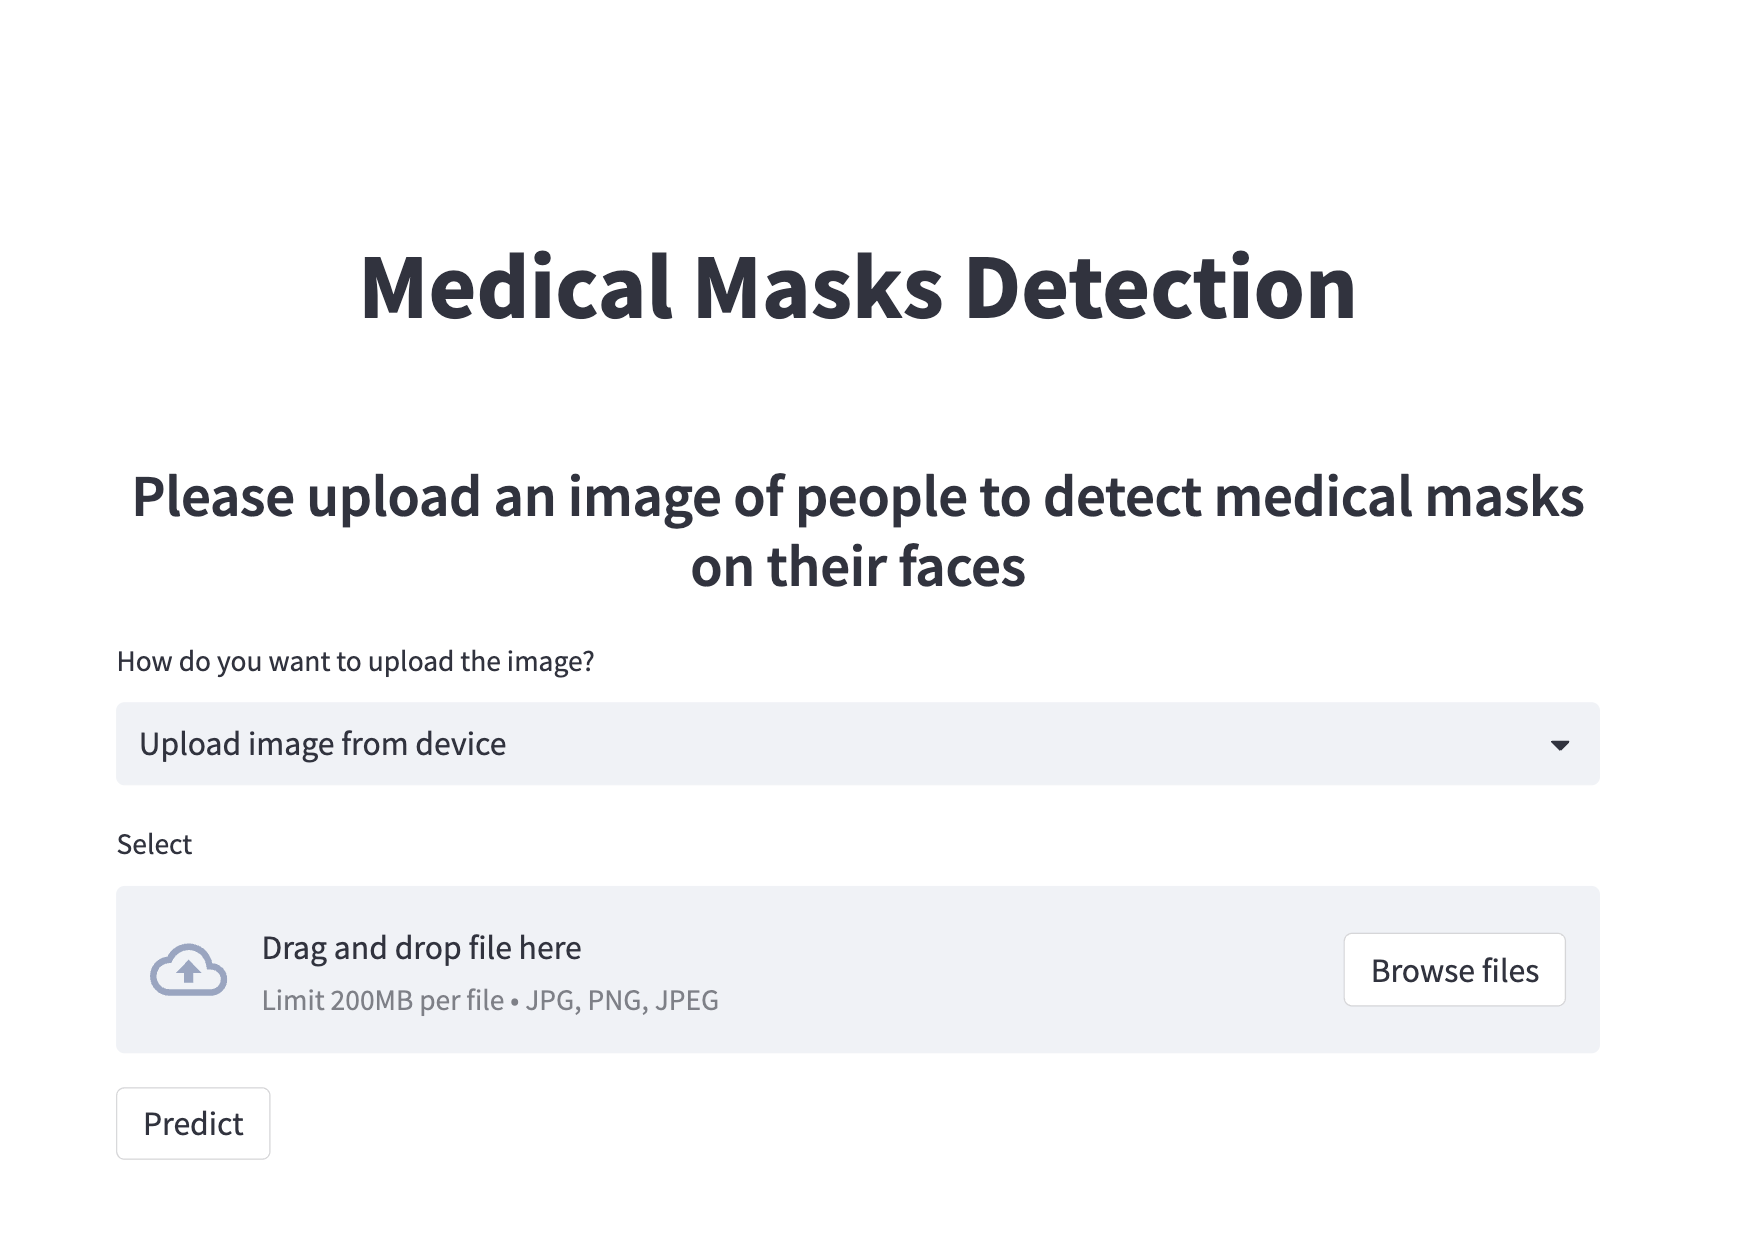 Medical Masks Detection
Please upload an image of people to detect medical masks
on their faces
How do you want to upload the image?
Upload image from device
Select
Drag and drop file here
Limit 200MB per file • JPG, PNG, JPEG
Browse files
Predict